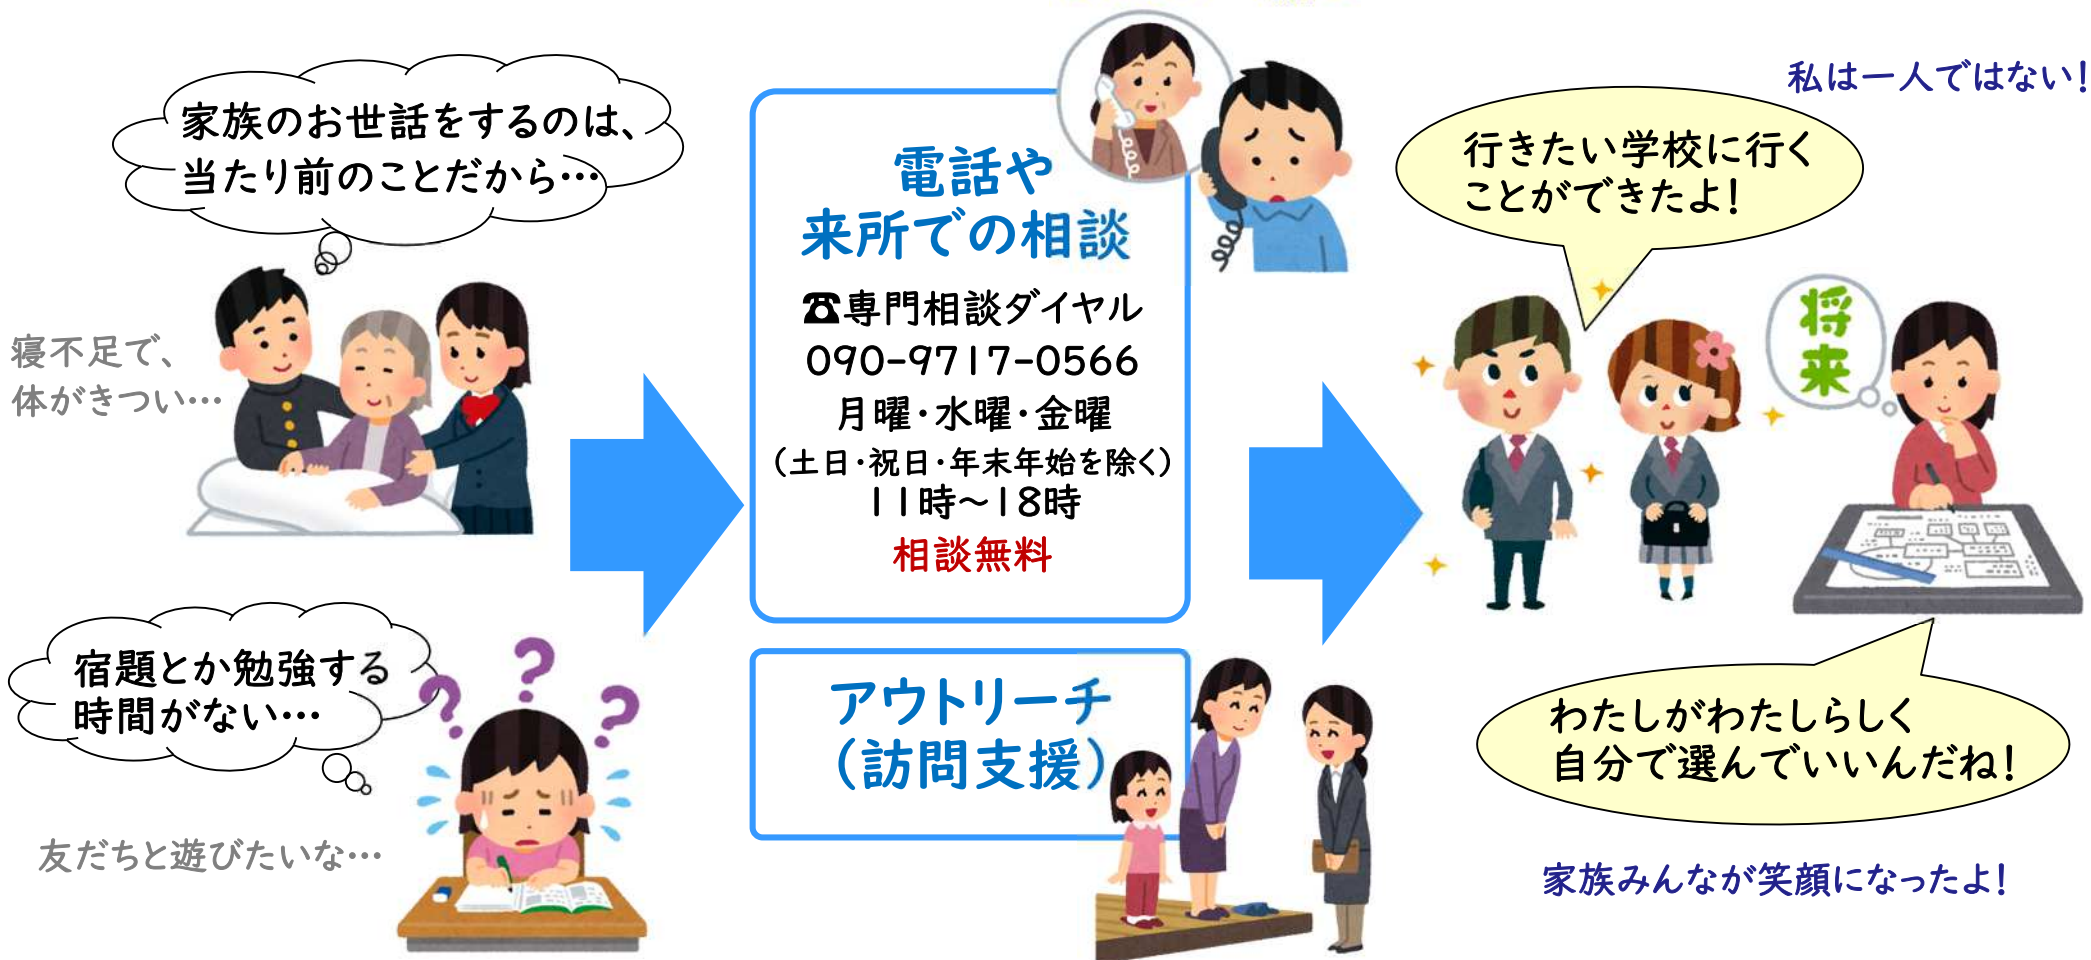 家族のお世話をするのは、
当たり前のことだから…
寝不足で、
体がきつい…
宿題とか勉強する
時間がない…
友だちと遊びたいな…
電話や
来所での相談
☎専門相談ダイヤル
090-9717-0566
月曜・水曜・金曜
(土日・祝日・年末年始を除く)
11時～18時
相談無料
アウトリーチ
(訪問支援)
私は一人ではない!
行きたい学校に行く
ことができたよ!
将
来
わたしがわたしらしく
自分で選んでいいんだね!
家族みんなが笑顔になったよ!